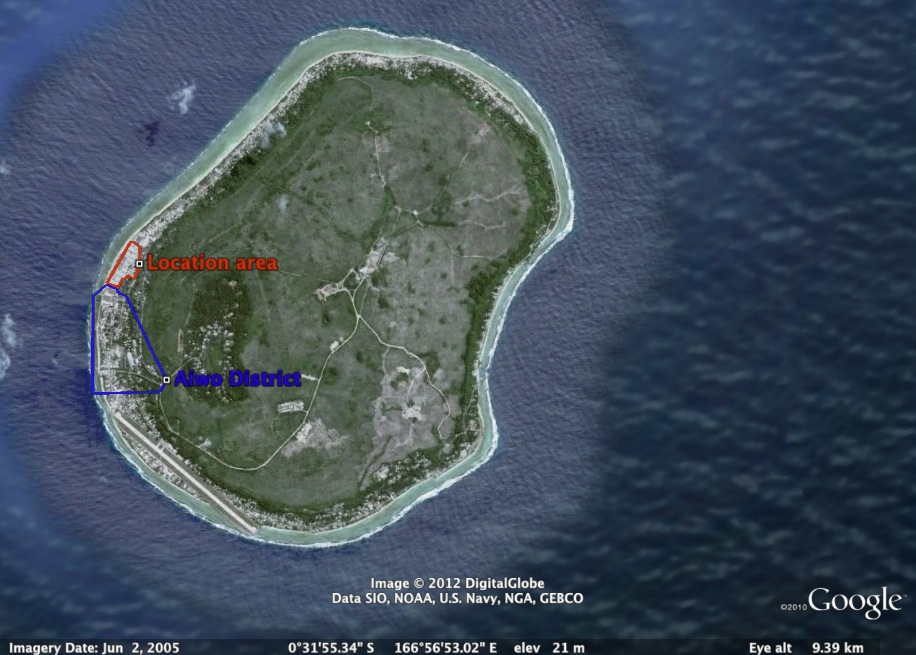 Location area
Aiwo District
Image © 2012 DigitalGlobe
Data SIO, NOAA, U.S. Navy, NGA, GEBCO
©2010 Google
Imagery Date: Jun 2, 2005 0°31'55.34" S 166°56'53.02" E elev 21 m Eye alt 9.39 km